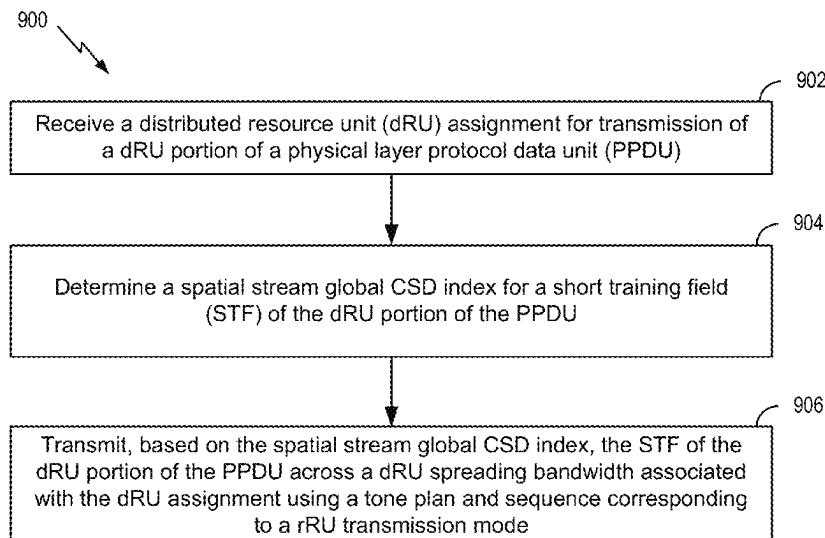 900
902
Receive a distributed resource unit (dRU) assignment for transmission of
a dRU portion of a physical layer protocol data unit (PPDU)
904
Determine a spatial stream global CSD index for a short training field
(STF) of the dRU portion of the PPDU
906
Transmit, based on the spatial stream global CSD index, the STF of the
dRU portion of the PPDU across a dRU spreading bandwidth associated
with the dRU assignment using a tone plan and sequence corresponding
to a rRU transmission mode